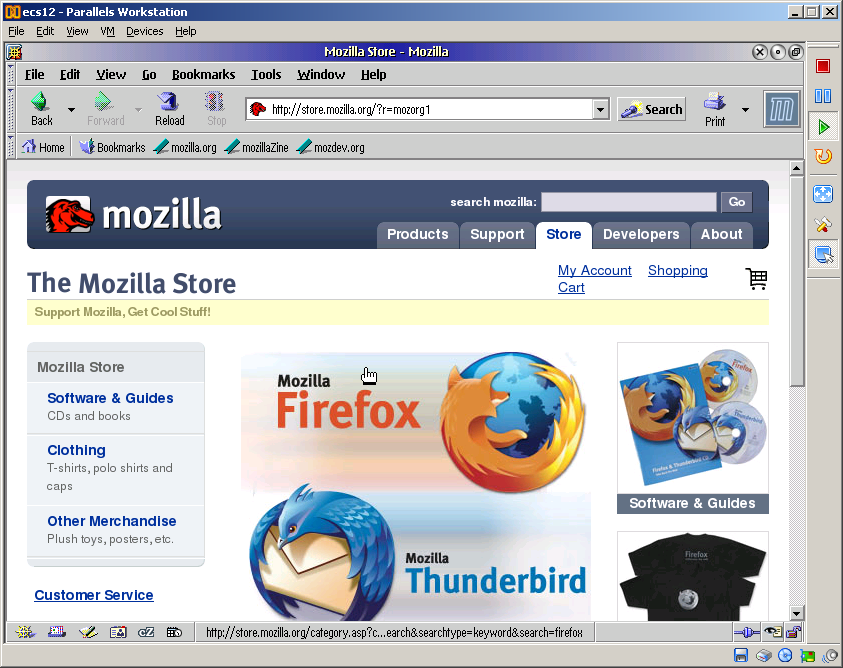 ecs12 - Parallels Workstation
File Edit View VM Devices Help
Mozilla Store - Mozilla
File Edit View Go Bookmarks Tools Window Help
Back Forward Reload Stop http://store.mozilla.org/?r=mozorg1 Search Print
Home Bookmarks mozilla.org mozillaZine mozdev.org
mozilla
search mozilla: Go
Products Support Store Developers About
The Mozilla Store
My Account Shopping
Cart
Support Mozilla, Get Cool Stuff!
Mozilla Store
Software & Guides
CDs and books
Clothing
T-shirts, polo shirts and
caps
Other Merchandise
Plush toys, posters, etc.
Customer Service
Mozilla
Firefox
Mozilla
Thunderbird
Firefox
Thunderbird
Firefox & Thunderbird CD
Software & Guides
Firefox
http://store.mozilla.org/category.asp?c...earch&searchtype=keyword&search=firefox